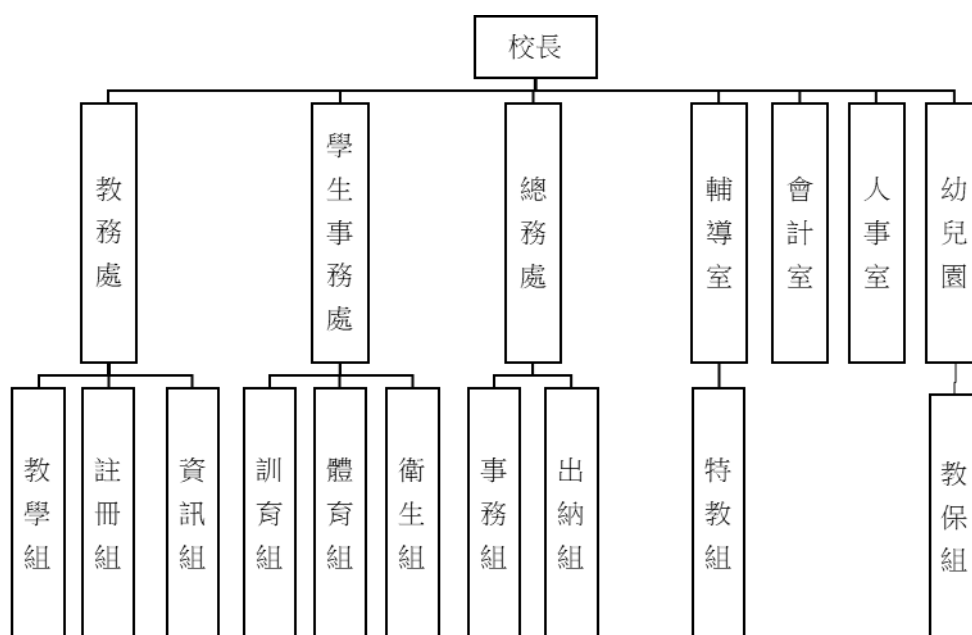 校長
教務處
學生事務處
總務處
輔導室
會計室
人事室
幼兒園
教學組
註冊組
資訊組
訓育組
體育組
衛生組
事務組
出納組
特教組
教保組